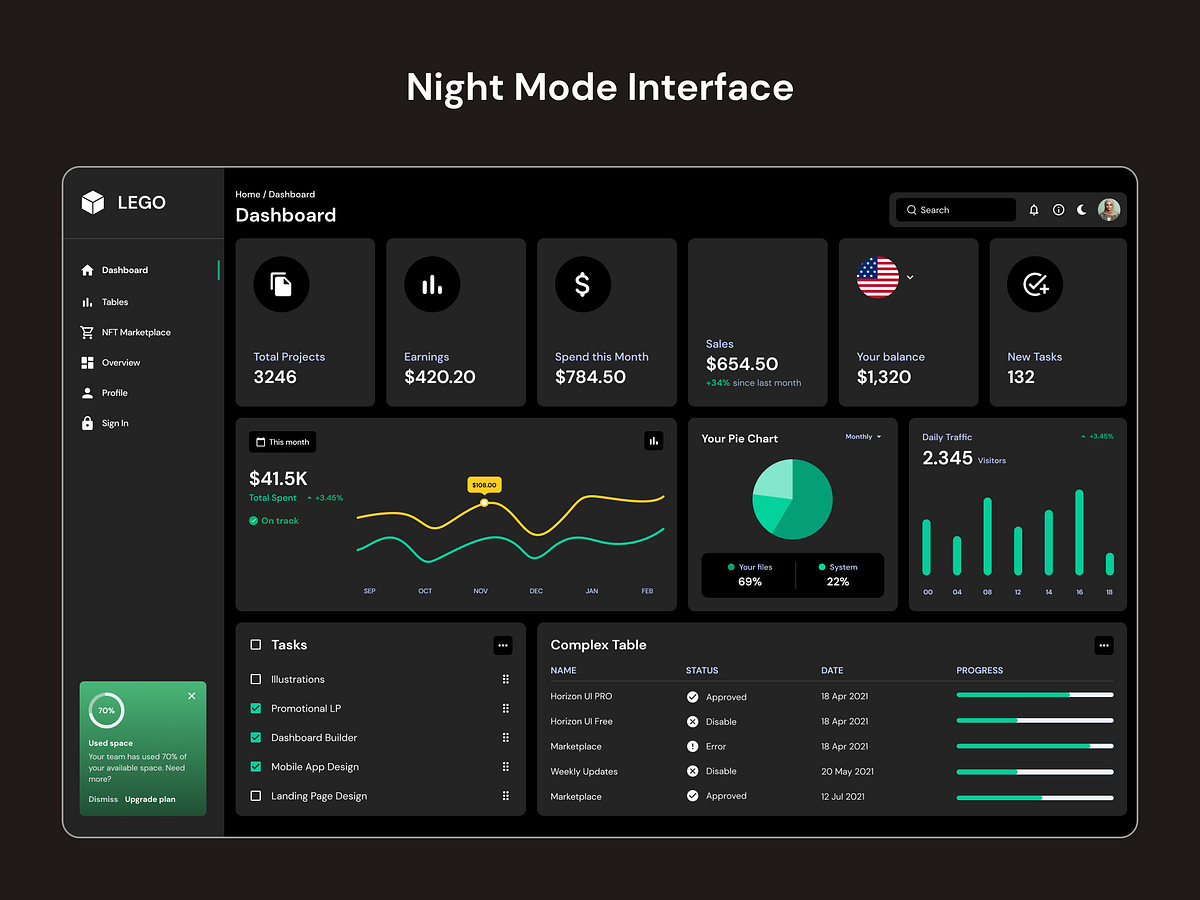 Night Mode Interface
LEGO
Dashboard
Tables
NFT Marketplace
Overview
Profile
Sign In
70%
Used space
Your team has used 70% of
your available space. Need
more?
Dismiss Upgrade plan
Home / Dashboard
Dashboard
Search
Total Projects
3246
Earnings
$420.20
Spend this Month
$784.50
Sales
$654.50
+34% since last month
Your balance
$1,320
New Tasks
132
This month
$41.5K
Total Spent +3.45%
On track
$108.00
SEP OCT NOV DEC JAN FEB
Your Pie Chart Monthly
Your files System
69% 22%
Daily Traffic +3.45%
2.345 Visitors
00 04 08 12 14 16 18
Tasks
Illustrations
Promotional LP
Dashboard Builder
Mobile App Design
Landing Page Design
Complex Table
NAME STATUS DATE PROGRESS
Horizon UI PRO Approved 18 Apr 2021
Horizon UI Free Disable 18 Apr 2021
Marketplace Error 18 Apr 2021
Weekly Updates Disable 20 May 2021
Marketplace Approved 12 Jul 2021